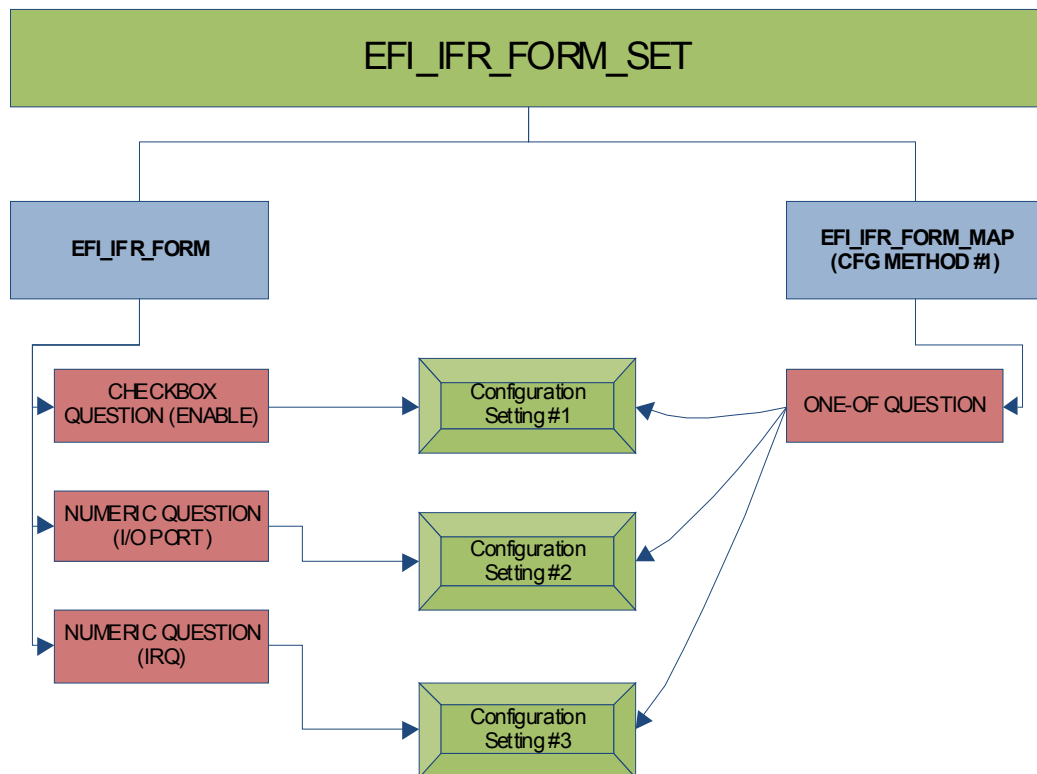 EFI_IFR_FORM_SET
EFI_IFR_FORM
EFI_IFR_FORM_MAP
(CFG METHOD #1)
CHECKBOX
QUESTION (ENABLE)
Configuration
Setting #1
ONE-OF QUESTION
NUMERIC QUESTION
(I/O PORT)
Configuration
Setting #2
NUMERIC QUESTION
(IRQ)
Configuration
Setting #3